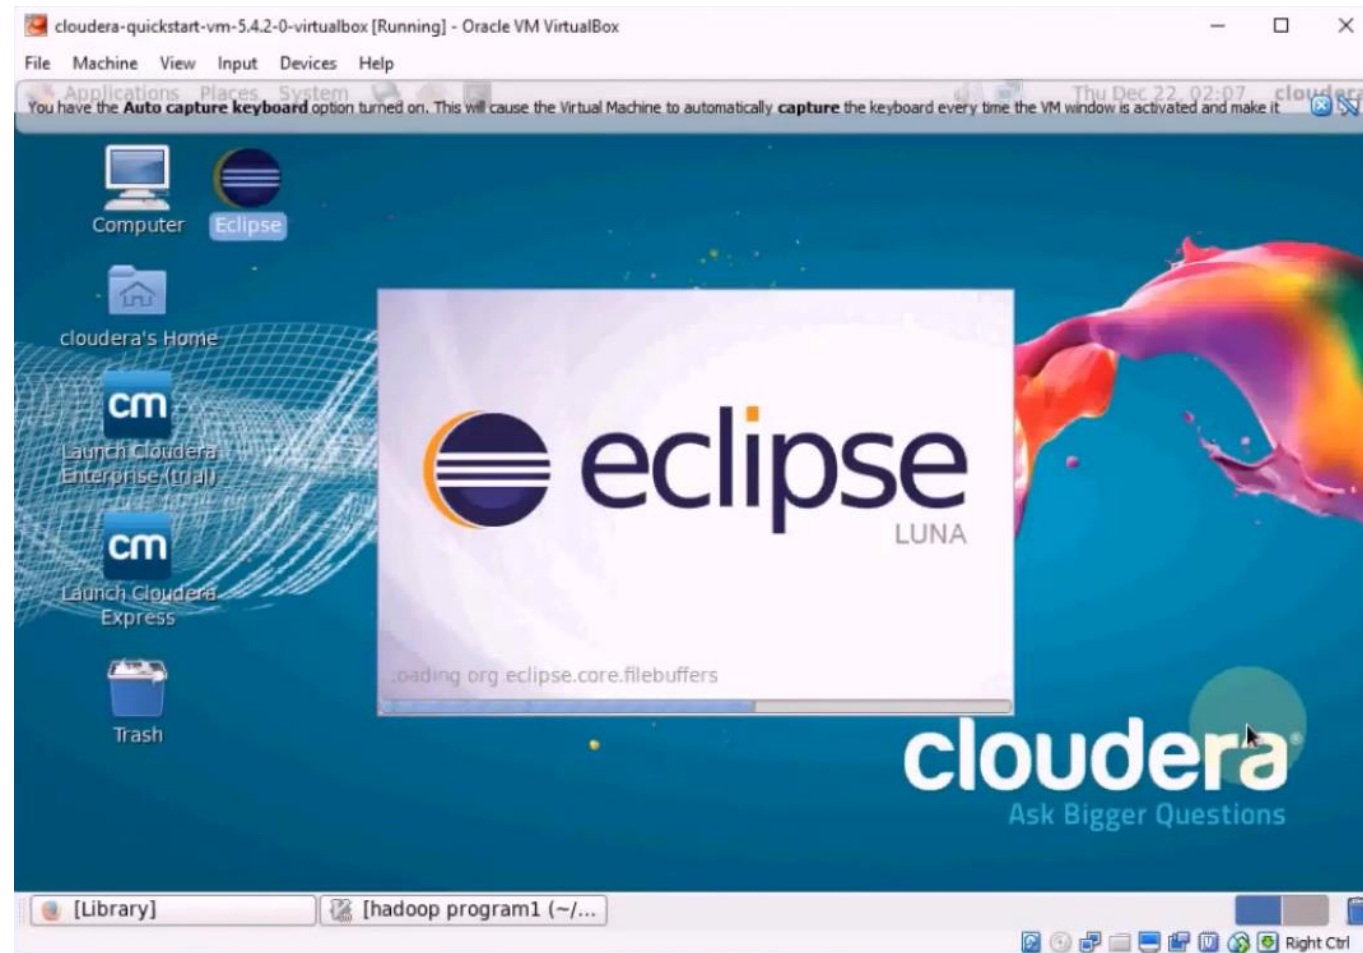 cloudera-quickstart-vm-5.4.2-0-virtualbox [Running] - Oracle VM VirtualBox
File Machine View Input Devices Help
Applications Places System Thu Dec 22, 02:07 cloudera
You have the Auto capture keyboard option turned on. This will cause the Virtual Machine to automatically capture the keyboard every time the VM window is activated and make it
Computer
Eclipse
cloudera's Home
cm
Launch Cloudera
Enterprise (trial)
cm
Launch Cloudera
Express
Trash
eclipse
LUNA
Loading org.eclipse.core.filebuffers
cloudera®
Ask Bigger Questions
[Library]
[hadoop program1 (~/...
Right Ctrl